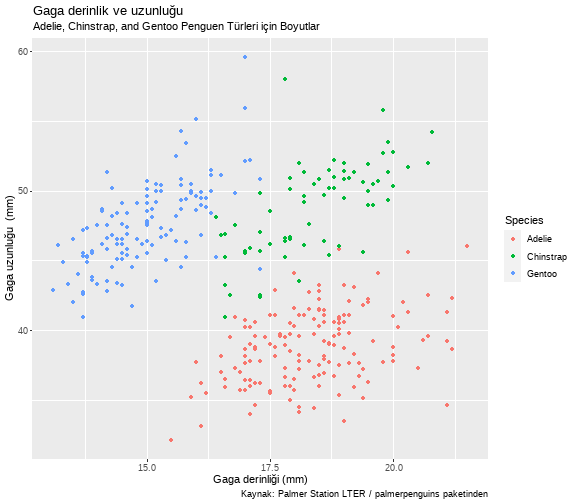 Gaga derinlik ve uzunluğu
Adelie, Chinstrap, and Gentoo Penguen Türleri için Boyutlar
60
50
40
Gaga uzunluğu  (mm)
15.0
17.5
20.0
Gaga derinliği (mm)
Species
Adelie
Chinstrap
Gentoo
Kaynak: Palmer Station LTER / palmerpenguins paketinden